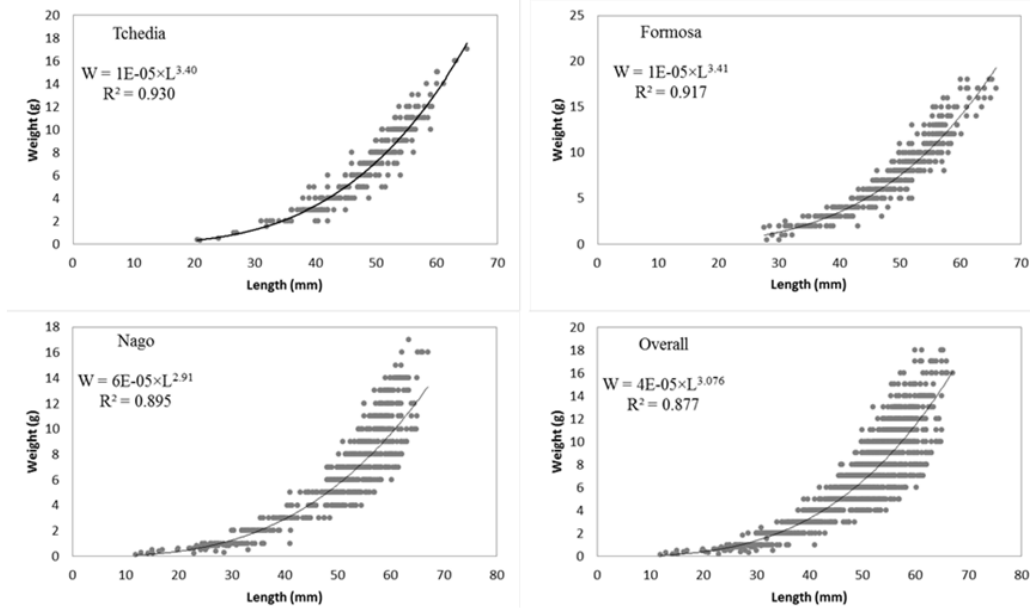 Tchedia
W = 1E-05×L^3.40
R² = 0.930
Weight (g)
20
18
16
14
12
10
8
6
4
2
0
0 10 20 30 40 50 60 70
Length (mm)
Formosa
W = 1E-05×L^3.41
R² = 0.917
Weight (g)
25
20
15
10
5
0
0 10 20 30 40 50 60 70
Length (mm)
Nago
W = 6E-05×L^2.91
R² = 0.895
Weight (g)
18
16
14
12
10
8
6
4
2
0
0 10 20 30 40 50 60 70 80
Length (mm)
Overall
W = 4E-05×L^3.076
R² = 0.877
Weight (g)
20
18
16
14
12
10
8
6
4
2
0
0 10 20 30 40 50 60 70 80
Length (mm)